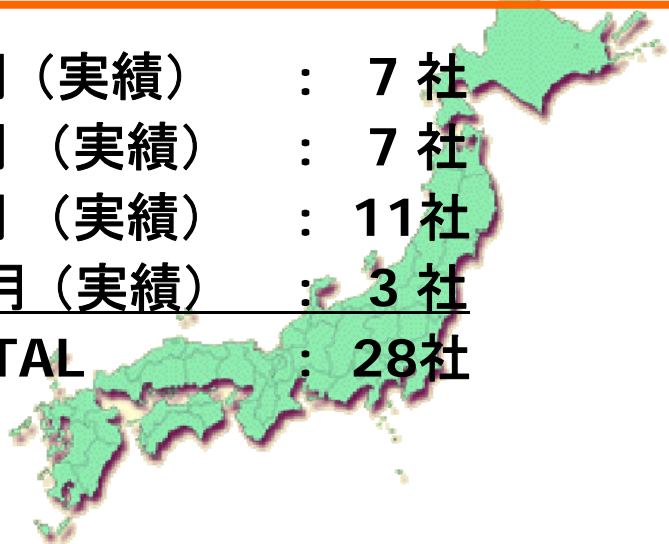 月（実績） : 7 社
月 （実績） : 7 社
月 （実績） : 11社
月（実績） : 3 社
TAL : 28社